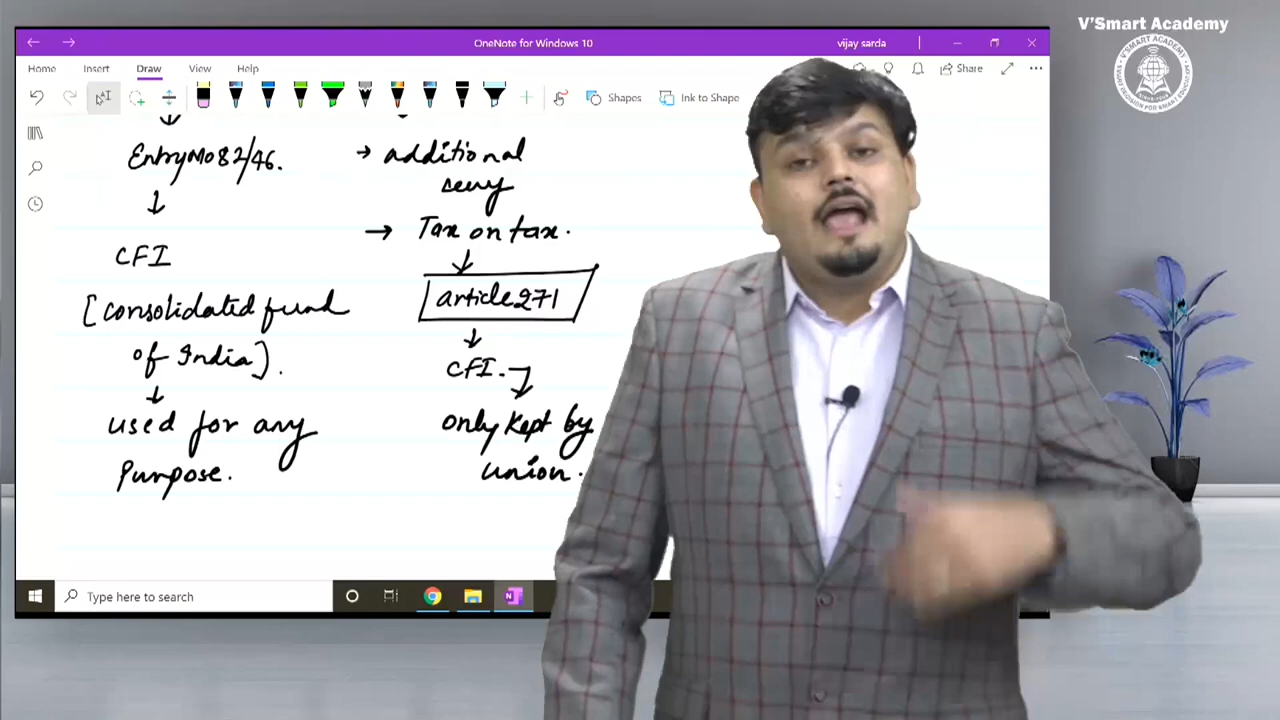 V'Smart Academy
OneNote for Windows 10
vijay sarda
Home Insert Draw View Help
Share
Shapes
Ink to Shape
Entry No 82/46.
CFI
[consolidated fund
of India].
used for any
Purpose.
→ additional
→ Tax on tax.
article 271
CFI.
only kept by
union.
Type here to search